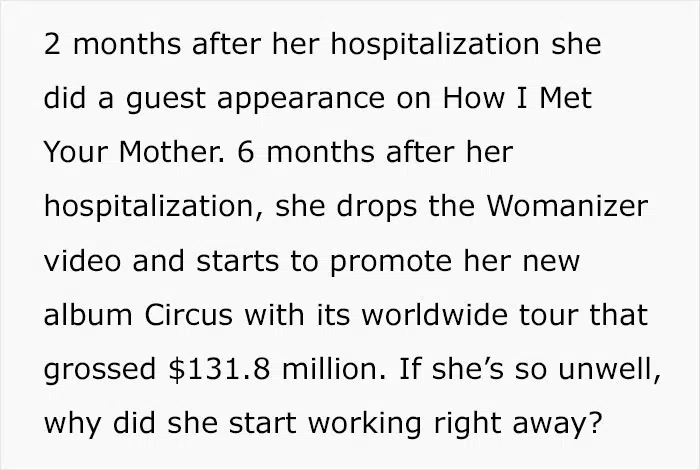 2 months after her hospitalization she
did a guest appearance on How I Met
Your Mother. 6 months after her
hospitalization, she drops the Womanizer
video and starts to promote her new
album Circus with its worldwide tour that
grossed $131.8 million. If she’s so unwell,
why did she start working right away?